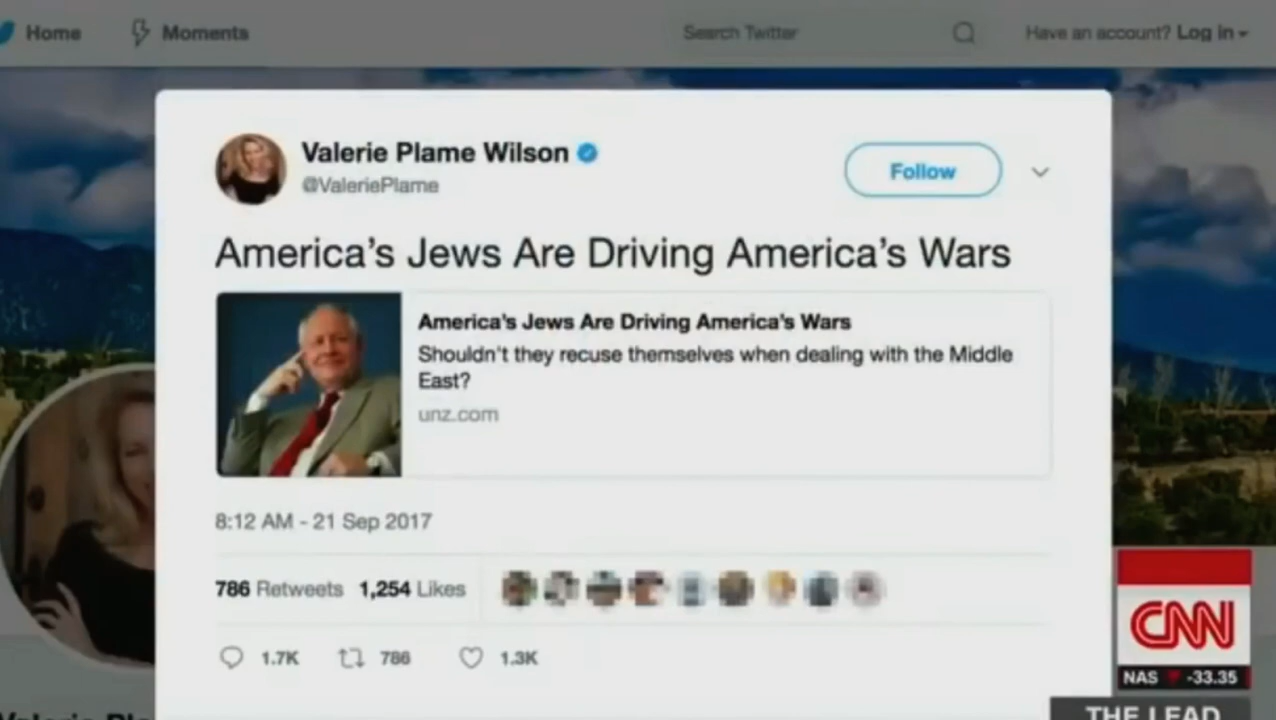 Home Moments Search Twitter Have an account? Log in
Valerie Plame Wilson
@ValeriePlame
Follow
America's Jews Are Driving America's Wars
America's Jews Are Driving America's Wars
Shouldn't they recuse themselves when dealing with the Middle
East?
unz.com
8:12 AM - 21 Sep 2017
786 Retweets 1,254 Likes
1.7K 786 1.3K
CNN
NAS -33.35
THE LEAD